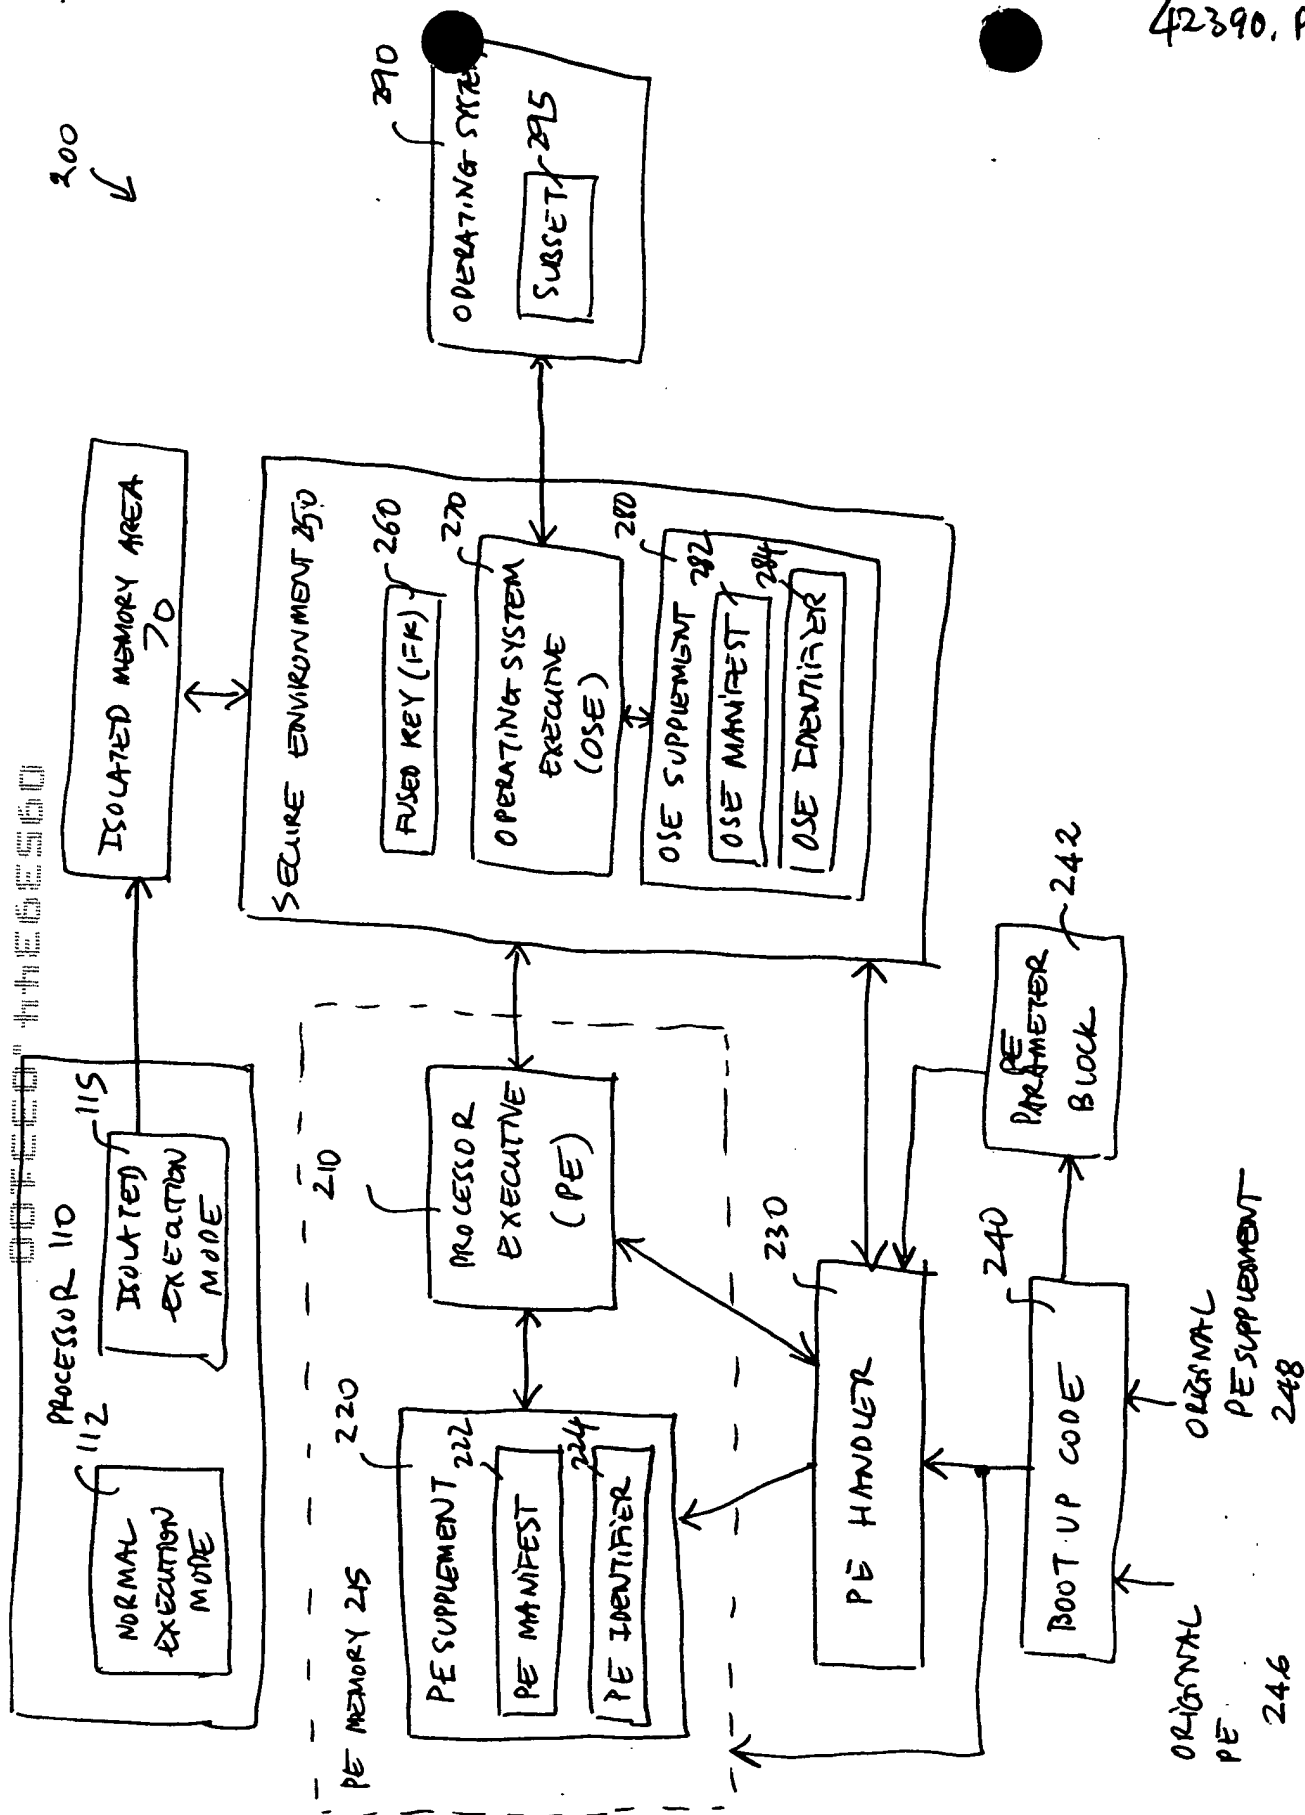 42390. P
200
PROCESSOR 110
112
NORMAL
EXECUTION
MODE
115
ISOLATED
EXECUTION
MODE
ISOLATED MEMORY AREA
70
PE MEMORY 215
220
PE SUPPLEMENT
222
PE MANIFEST
224
PE IDENTIFIER
210
PROCESSOR
EXECUTIVE
(PE)
SECURE ENVIRONMENT 250
260
FUSED KEY (FK)
270
OPERATING SYSTEM
EXECUTIVE
(OSE)
280
OSE SUPPLEMENT
282
OSE MANIFEST
284
OSE IDENTIFIER
290
OPERATING SYSTEM
295
SUBSET
230
PE HANDLER
240
BOOT UP CODE
242
PE
PARAMETER
BLOCK
ORIGINAL
PE
246
ORIGINAL
PE SUPPLEMENT
248